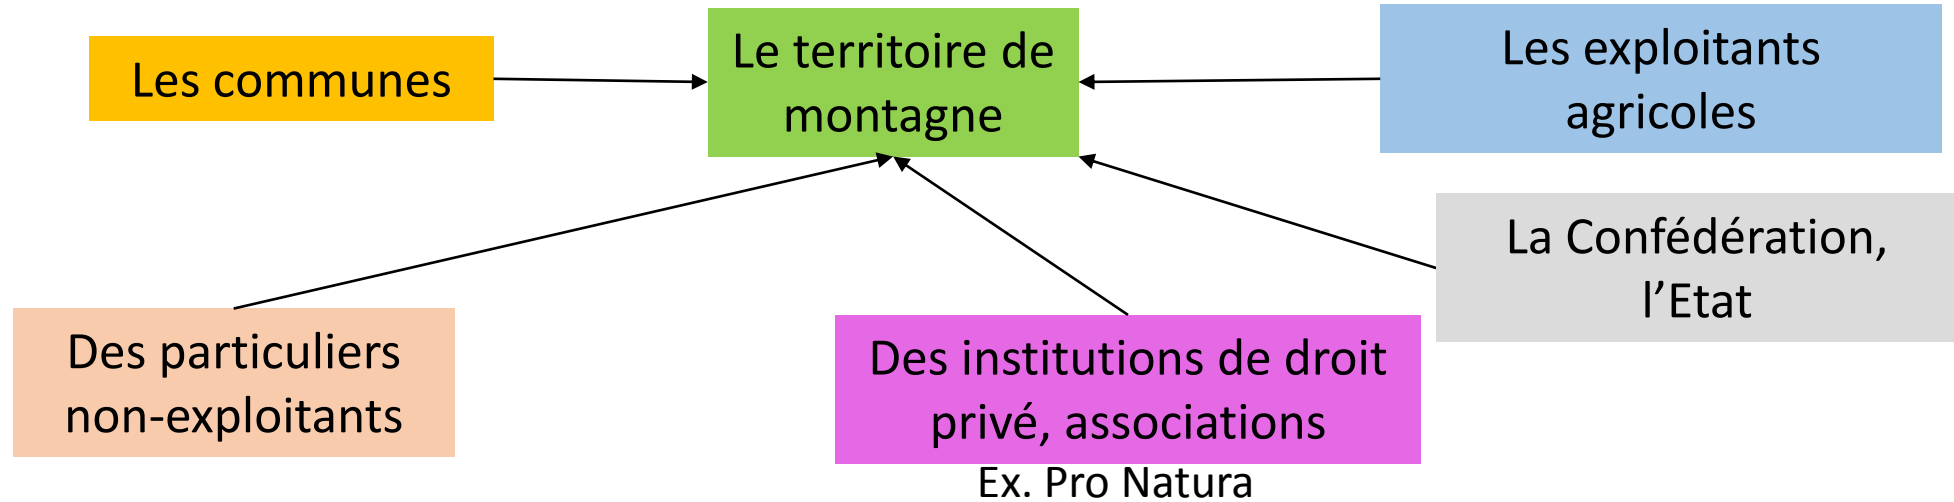 Les communes
Le territoire de
montagne
Les exploitants
agricoles
La Confédération,
l’Etat
Des particuliers
non-exploitants
Des institutions de droit
privé, associations
Ex. Pro Natura